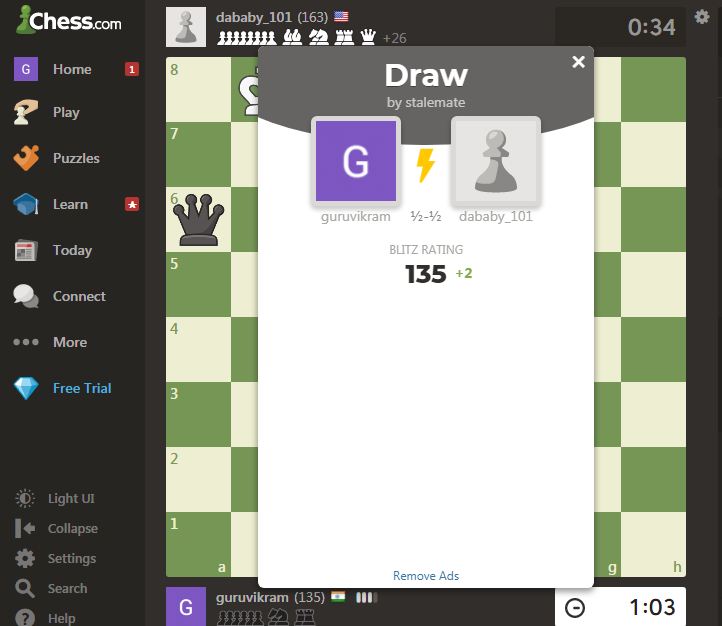 Chess.com
G
Home
1
Play
Puzzles
Learn
Today
Connect
More
Free Trial
Light UI
Collapse
Settings
Search
Help
dababy_101 (163)
+26
0:34
8
7
6
5
4
3
2
1
a
g
h
Draw
by stalemate
G
guruvikram
½-½
dababy_101
BLITZ RATING
135 +2
Remove Ads
G
guruvikram (135)
1:03